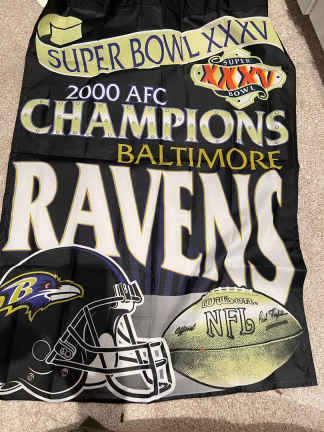 SUPER BOWL XXXV
SUPER
XXXV
BOWL
2000 AFC
CHAMPIONS
BALTIMORE
RAVENS
B
NFL